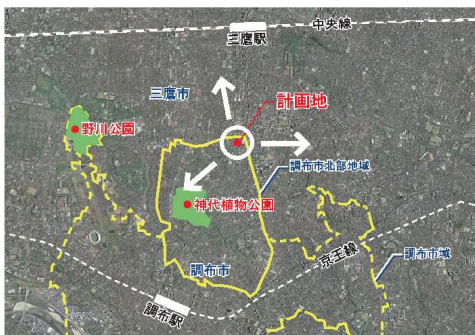 中央線
三鷹駅
三鷹市
計画地
野川公園
調布市北部地域
神代植物公園
京王線
調布市域
調布市
調布駅